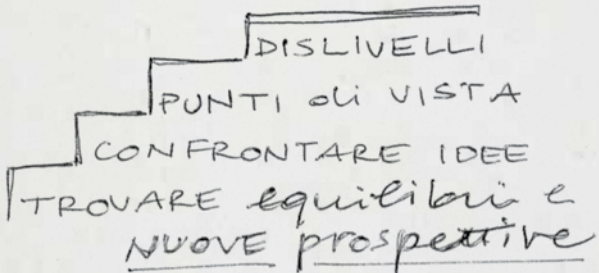 DISLIVELLI
PUNTI di VISTA
CONFRONTARE IDEE
TROVARE equilibri e
NUOVE prospettive